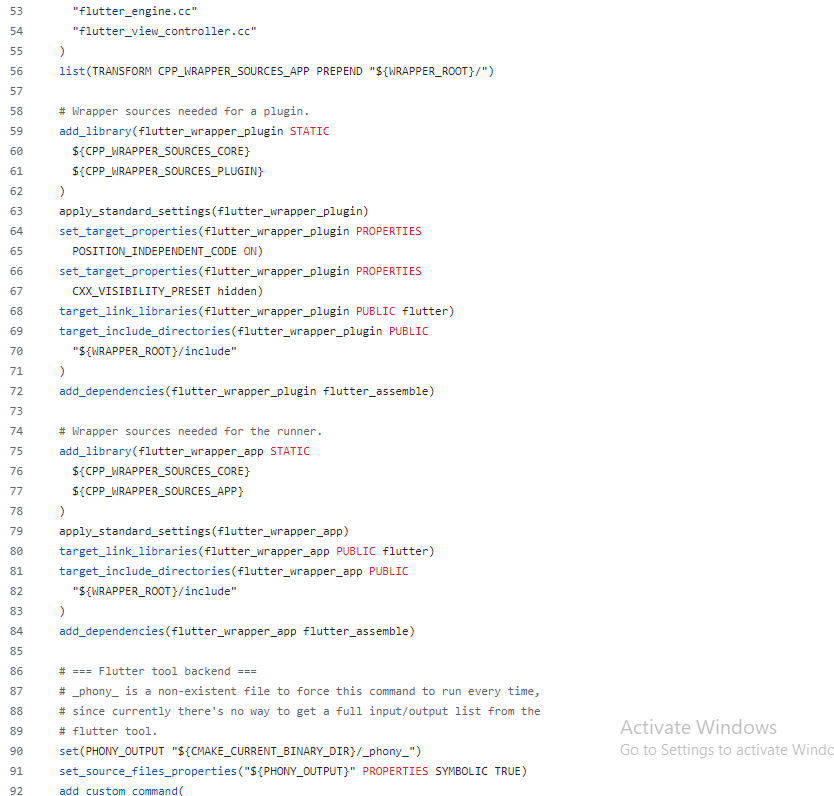 53 "flutter_engine.cc"
54 "flutter_view_controller.cc"
55 )
56 list(TRANSFORM CPP_WRAPPER_SOURCES_APP PREPEND "${WRAPPER_ROOT}/")
57
58 # Wrapper sources needed for a plugin.
59 add_library(flutter_wrapper_plugin STATIC
60 ${CPP_WRAPPER_SOURCES_CORE}
61 ${CPP_WRAPPER_SOURCES_PLUGIN}
62 )
63 apply_standard_settings(flutter_wrapper_plugin)
64 set_target_properties(flutter_wrapper_plugin PROPERTIES
65 POSITION_INDEPENDENT_CODE ON)
66 set_target_properties(flutter_wrapper_plugin PROPERTIES
67 CXX_VISIBILITY_PRESET hidden)
68 target_link_libraries(flutter_wrapper_plugin PUBLIC flutter)
69 target_include_directories(flutter_wrapper_plugin PUBLIC
70 "${WRAPPER_ROOT}/include"
71 )
72 add_dependencies(flutter_wrapper_plugin flutter_assemble)
73
74 # Wrapper sources needed for the runner.
75 add_library(flutter_wrapper_app STATIC
76 ${CPP_WRAPPER_SOURCES_CORE}
77 ${CPP_WRAPPER_SOURCES_APP}
78 )
79 apply_standard_settings(flutter_wrapper_app)
80 target_link_libraries(flutter_wrapper_app PUBLIC flutter)
81 target_include_directories(flutter_wrapper_app PUBLIC
82 "${WRAPPER_ROOT}/include"
83 )
84 add_dependencies(flutter_wrapper_app flutter_assemble)
85
86 # === Flutter tool backend ===
87 # _phony_ is a non-existent file to force this command to run every time,
88 # since currently there's no way to get a full input/output list from the
89 # flutter tool.
90 set(PHONY_OUTPUT "${CMAKE_CURRENT_BINARY_DIR}/_phony_")
91 set_source_files_properties("${PHONY_OUTPUT}" PROPERTIES SYMBOLIC TRUE)
92 add_custom_command(
Activate Windows
Go to Settings to activate Windo